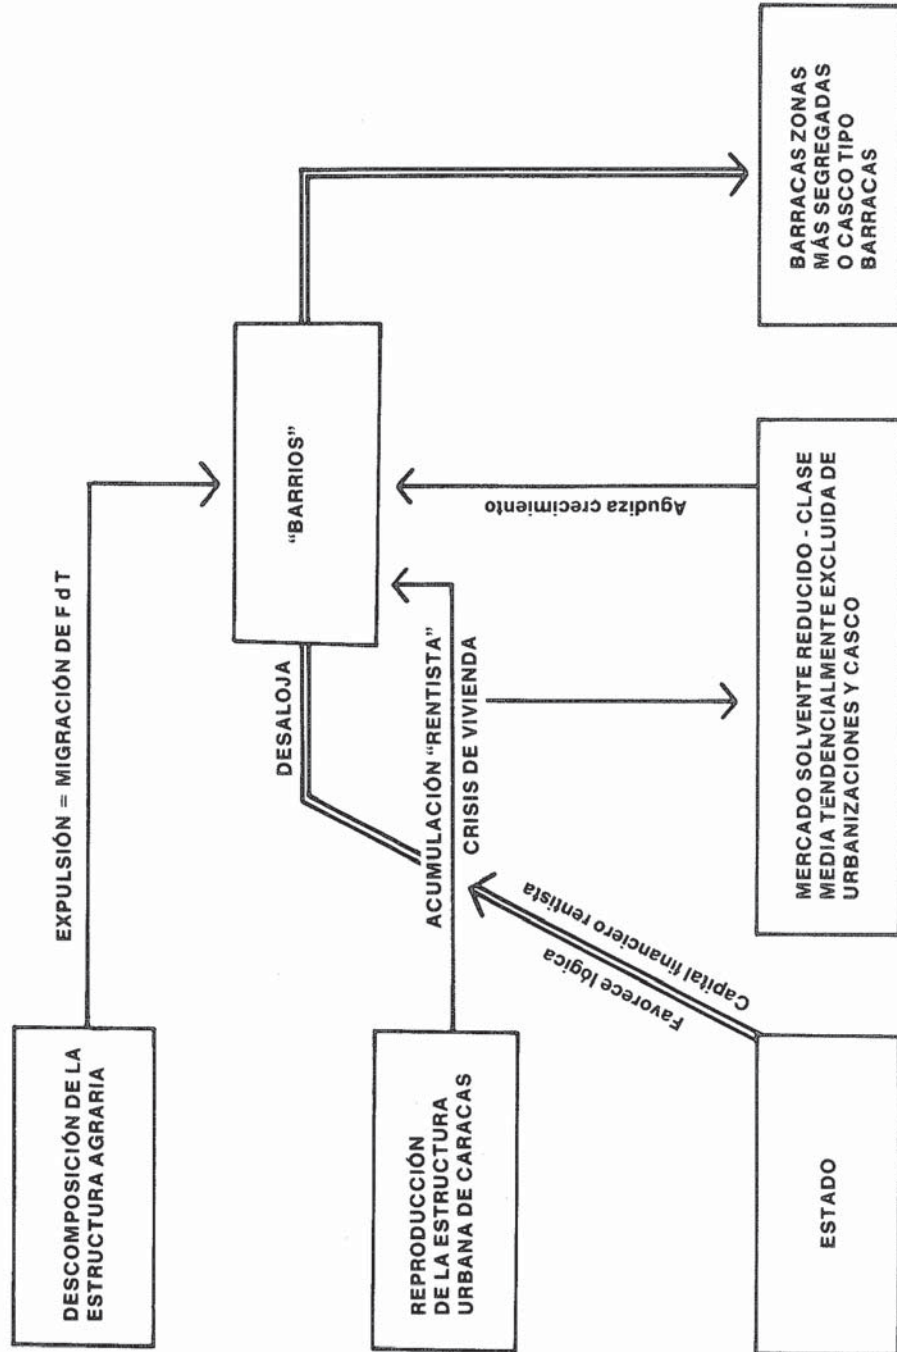 DESCOMPOSICIÓN DE LA
ESTRUCTURA AGRARIA
EXPULSIÓN = MIGRACIÓN DE F d T
REPRODUCCIÓN
DE LA ESTRUCTURA
URBANA DE CARACAS
ACUMULACIÓN "RENTISTA"
CRISIS DE VIVIENDA
DESALOJA
"BARRIOS"
ESTADO
Favorece lógica
Capital financiero rentista
Agudiza crecimiento
MERCADO SOLVENTE REDUCIDO - CLASE
MEDIA TENDENCIALMENTE EXCLUIDA DE
URBANIZACIONES Y CASCO
BARRACAS ZONAS
MÁS SEGREGADAS
O CASCO TIPO
BARRACAS